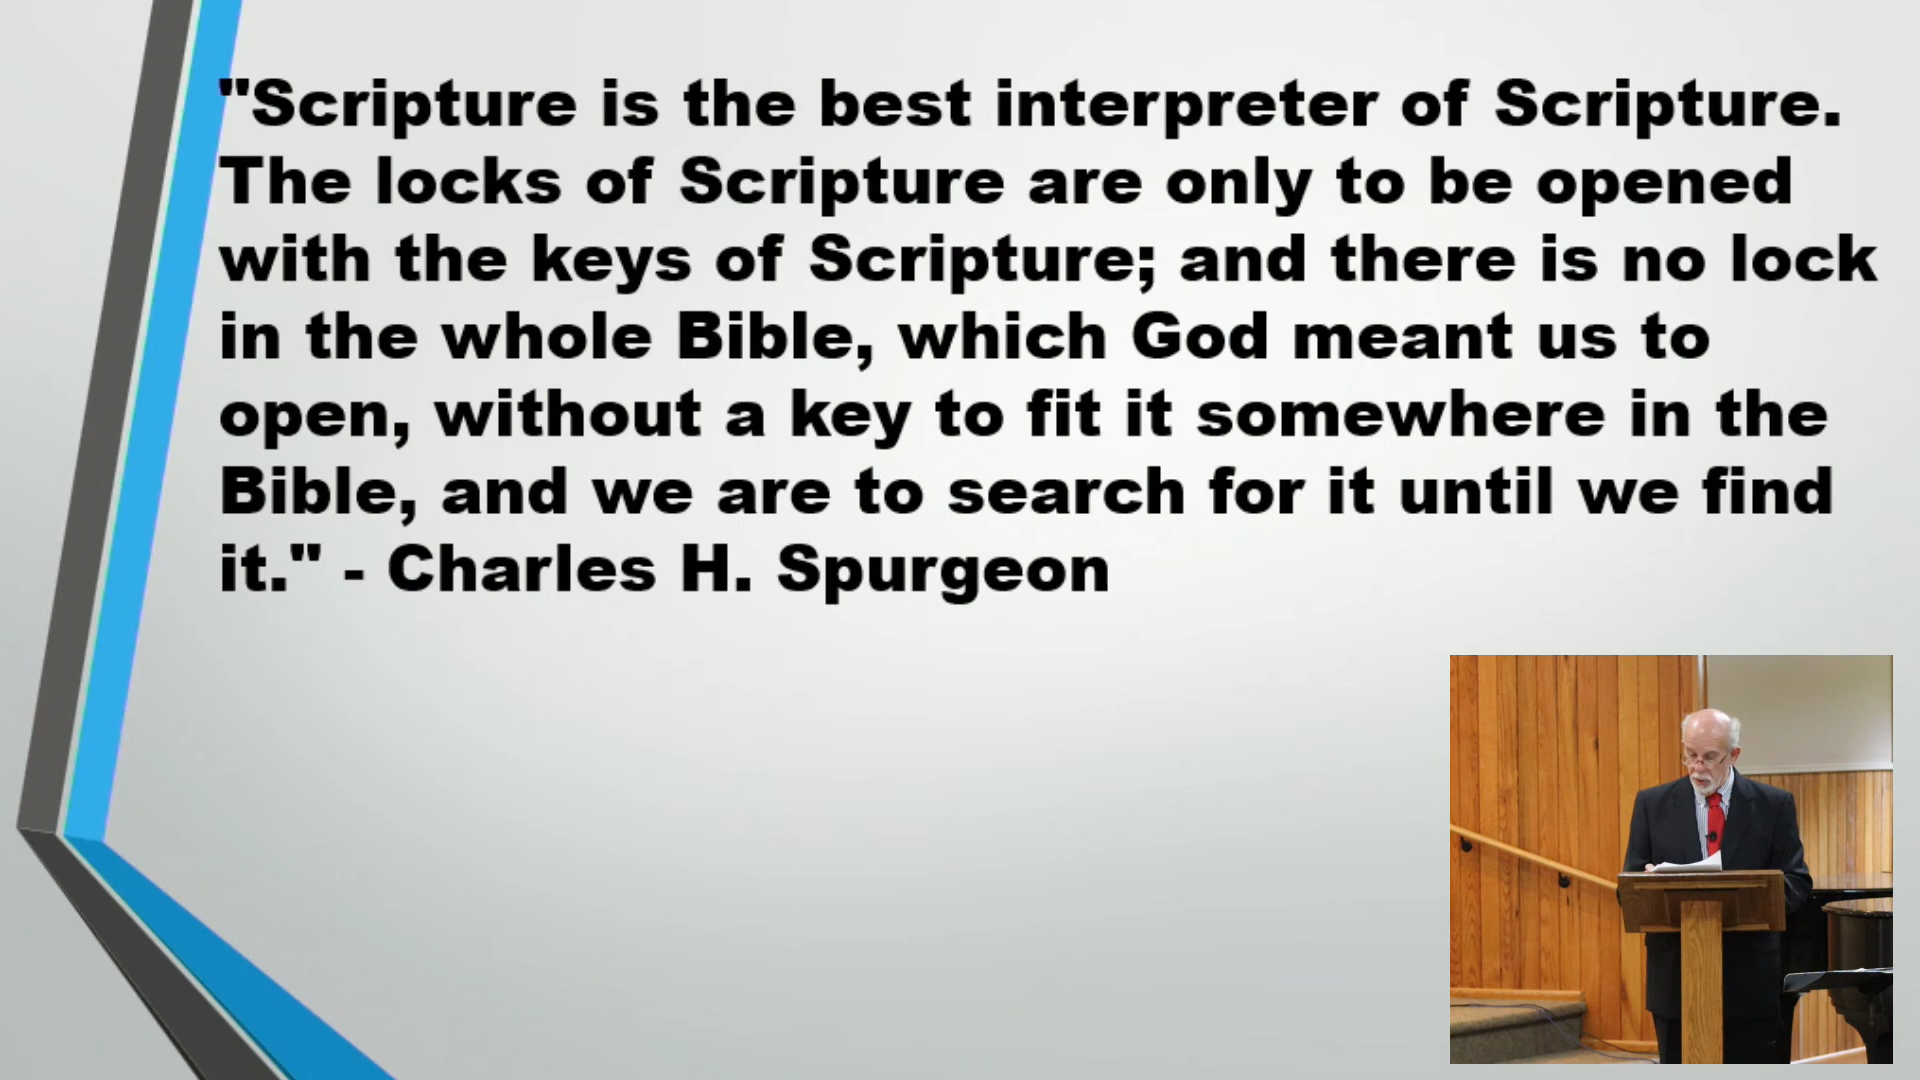 "Scripture is the best interpreter of Scripture.
The locks of Scripture are only to be opened
with the keys of Scripture; and there is no lock
in the whole Bible, which God meant us to
open, without a key to fit it somewhere in the
Bible, and we are to search for it until we find
it." - Charles H. Spurgeon